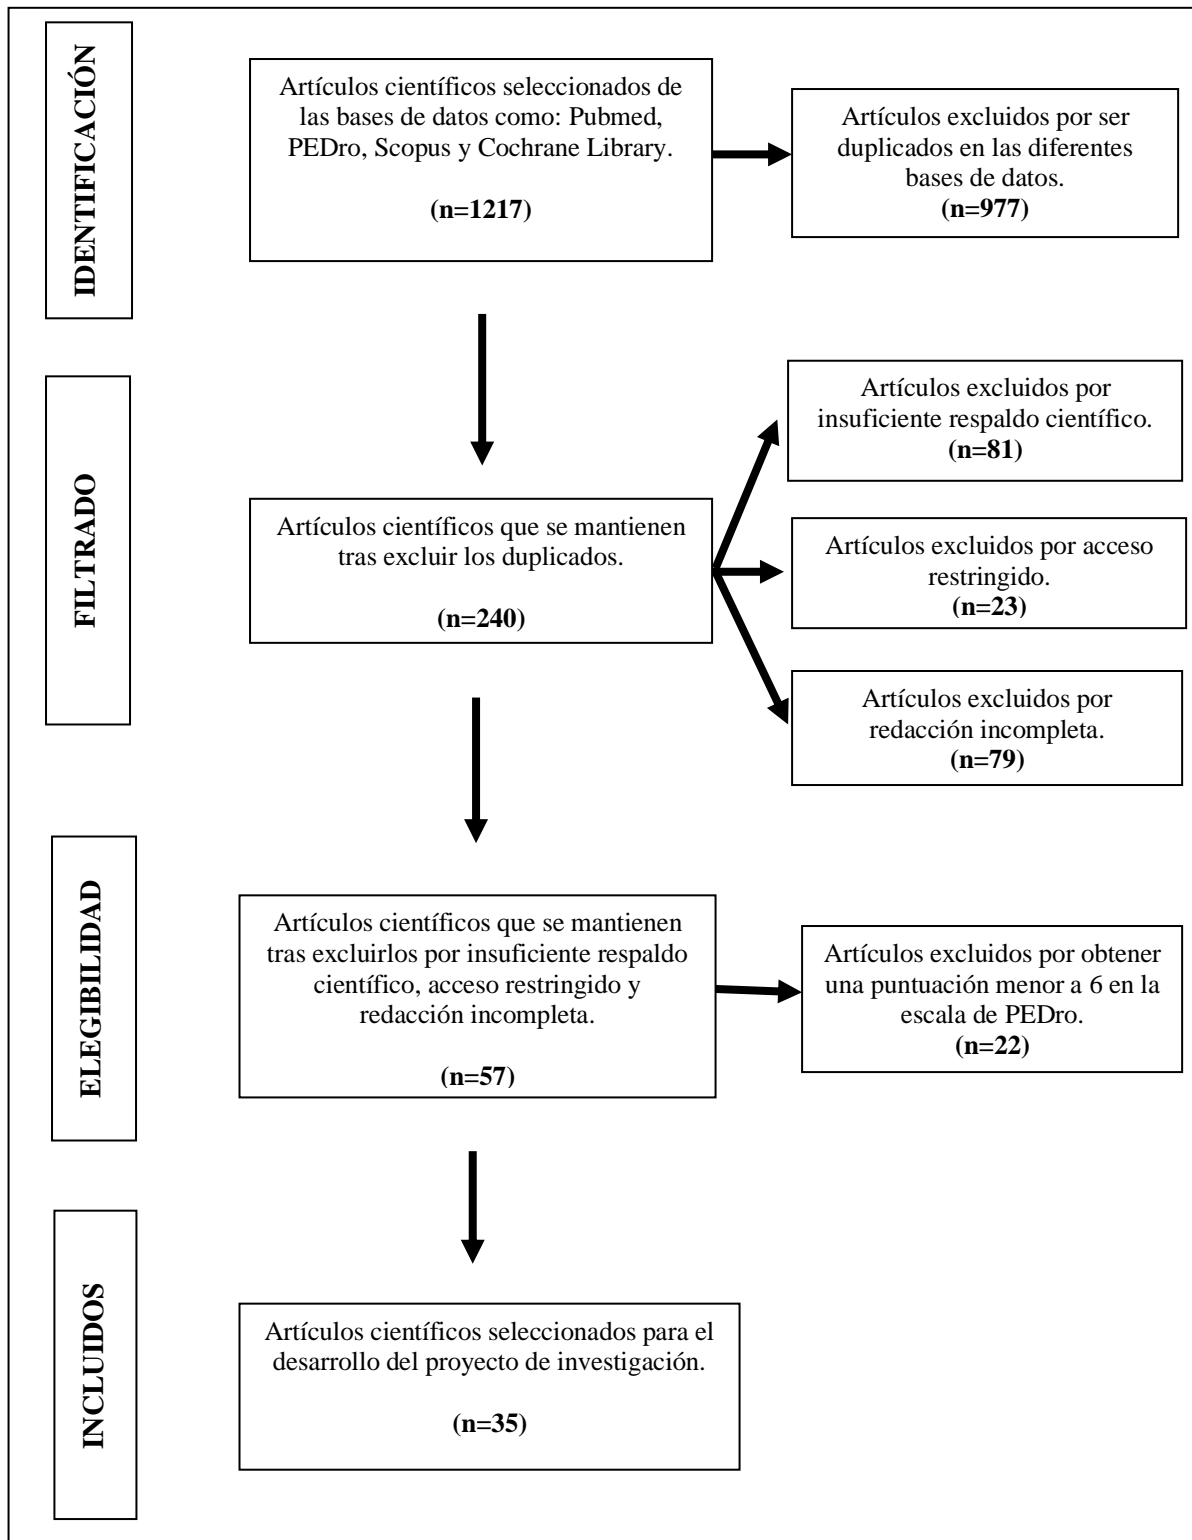 IDENTIFICACIÓN
Artículos científicos seleccionados de
las bases de datos como: Pubmed,
PEDro, Scopus y Cochrane Library.
(n=1217)
Artículos excluidos por ser
duplicados en las diferentes
bases de datos.
(n=977)
FILTRADO
Artículos científicos que se mantienen
tras excluir los duplicados.
(n=240)
Artículos excluidos por
insuficiente respaldo científico.
(n=81)
Artículos excluidos por acceso
restringido.
(n=23)
Artículos excluidos por
redacción incompleta.
(n=79)
ELEGIBILIDAD
Artículos científicos que se mantienen
tras excluirlos por insuficiente respaldo
científico, acceso restringido y
redacción incompleta.
(n=57)
Artículos excluidos por obtener
una puntuación menor a 6 en la
escala de PEDro.
(n=22)
INCLUIDOS
Artículos científicos seleccionados para el
desarrollo del proyecto de investigación.
(n=35)